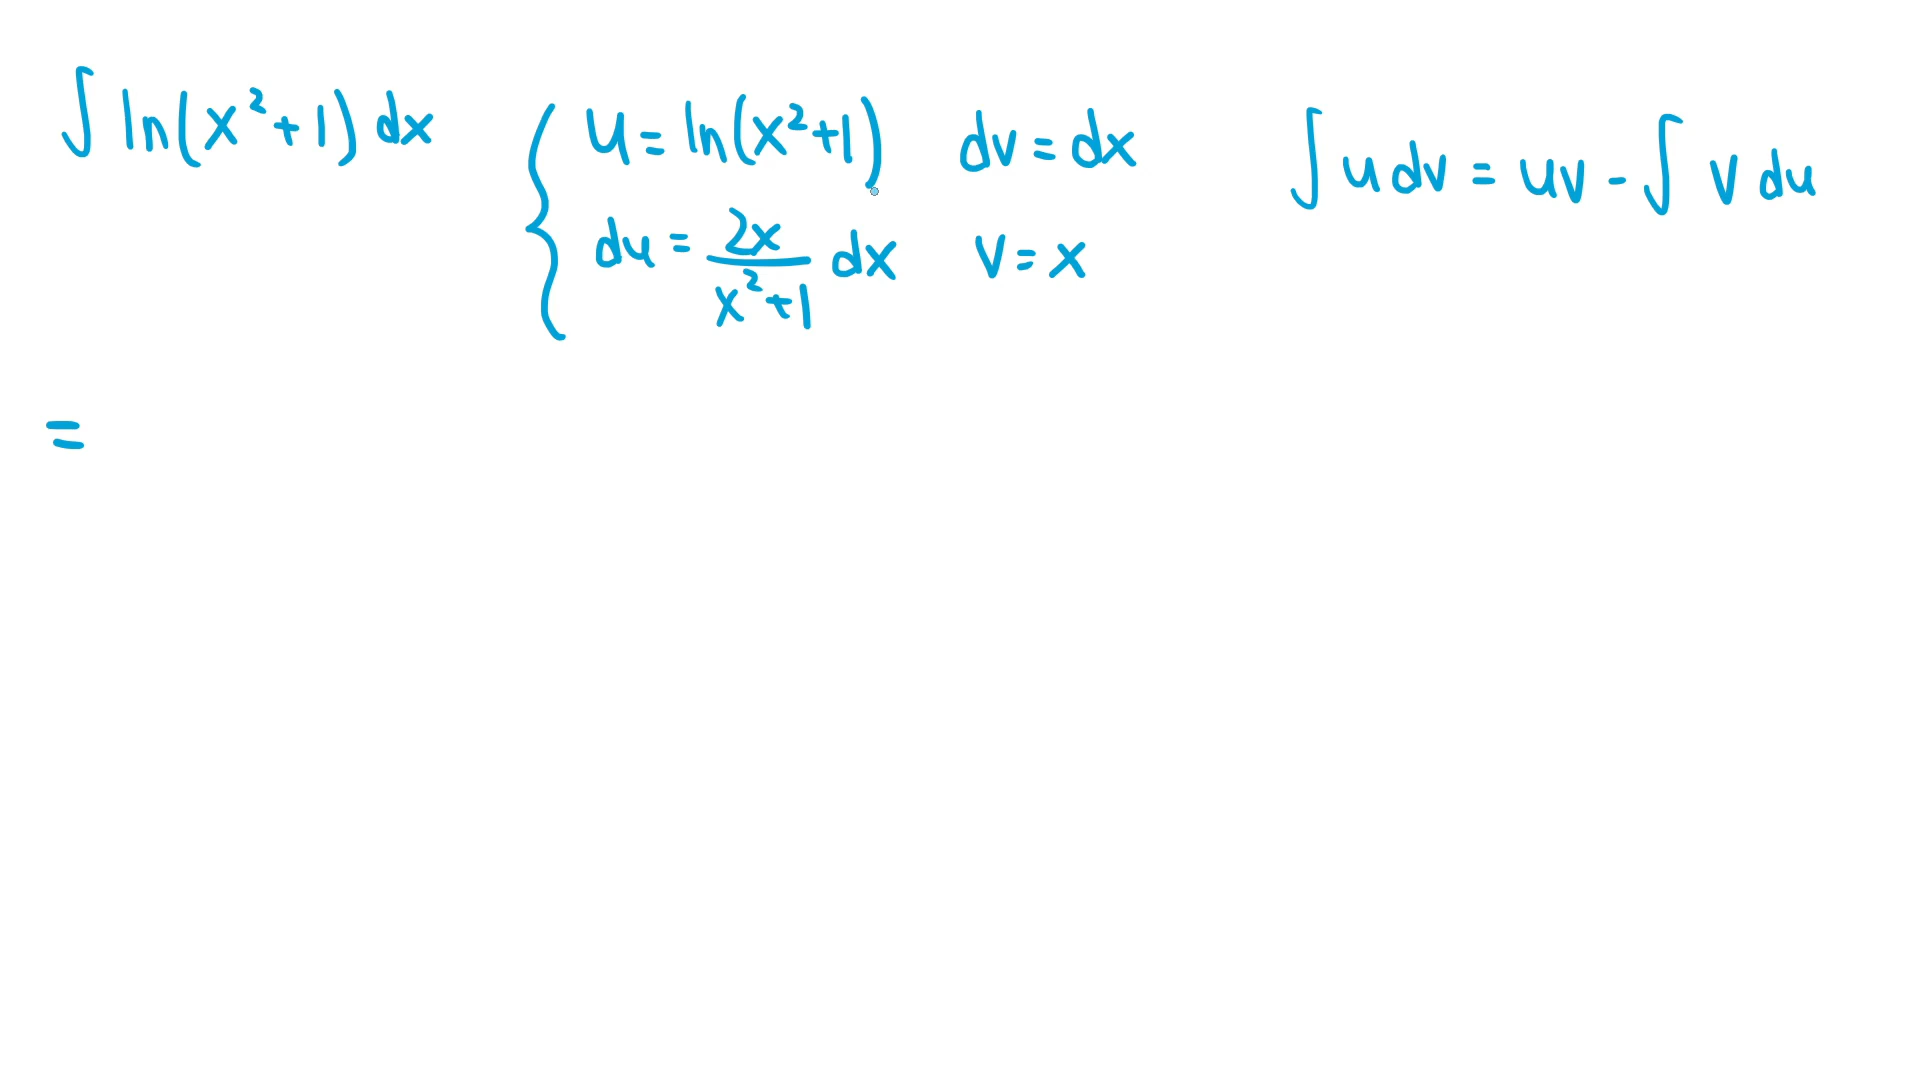 ∫ ln(x²+1) dx { u = ln(x²+1) dv = dx ∫ u dv = uv - ∫ v du
du = 2x/(x²+1) dx v = x
=